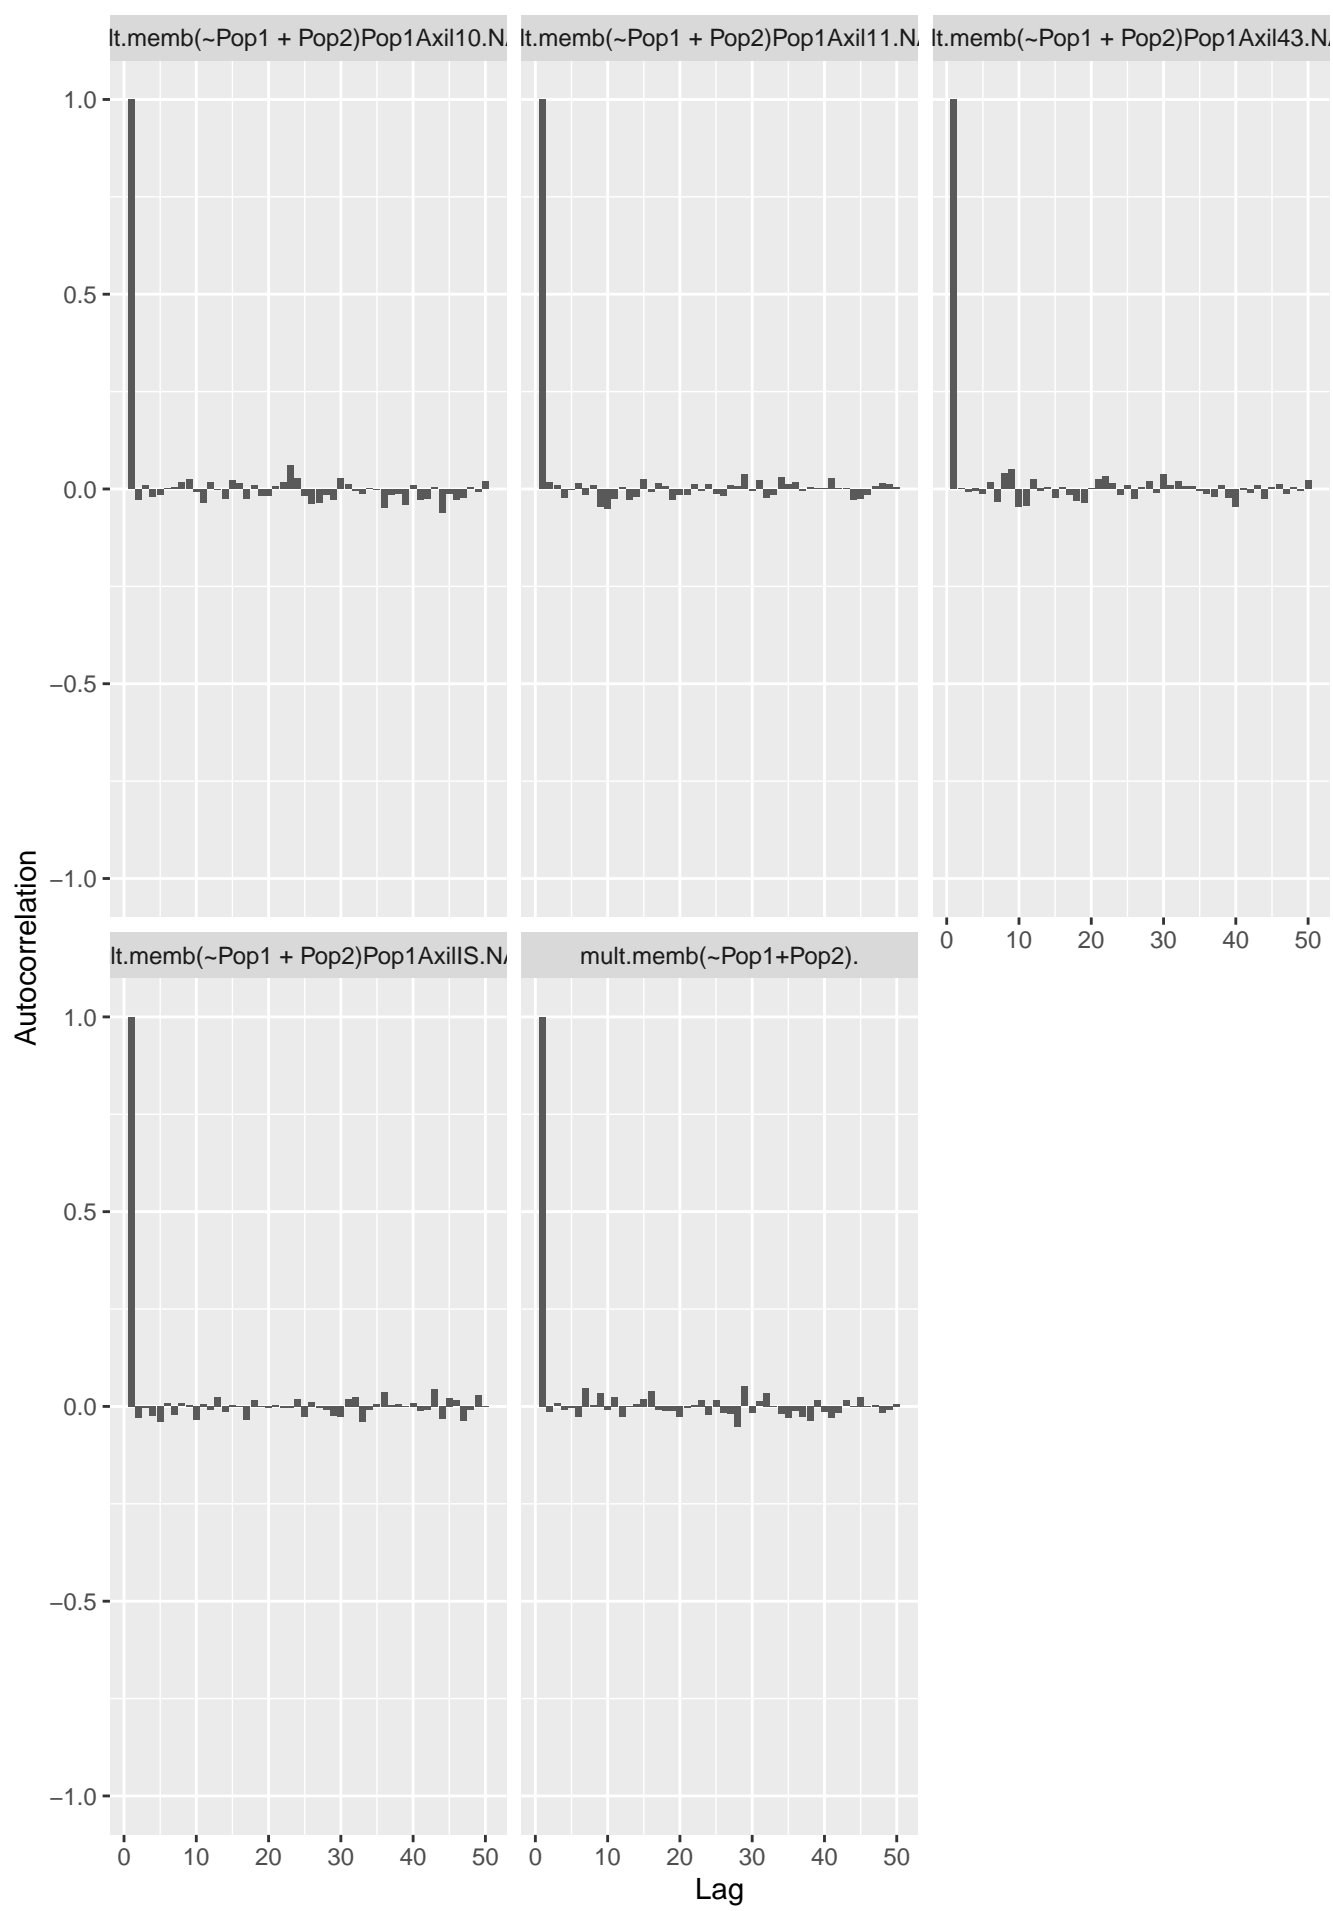 lt.memb(~Pop1 + Pop2)Pop1Axil10.N
lt.memb(~Pop1 + Pop2)Pop1Axil11.N
lt.memb(~Pop1 + Pop2)Pop1Axil43.N
1.0
0.5
0.0
−0.5
−1.0
0 10 20 30 40 50
lt.memb(~Pop1 + Pop2)Pop1AxilIS.N
mult.memb(~Pop1+Pop2).
1.0
0.5
0.0
−0.5
−1.0
0 10 20 30 40 50
0 10 20 30 40 50
Autocorrelation
Lag